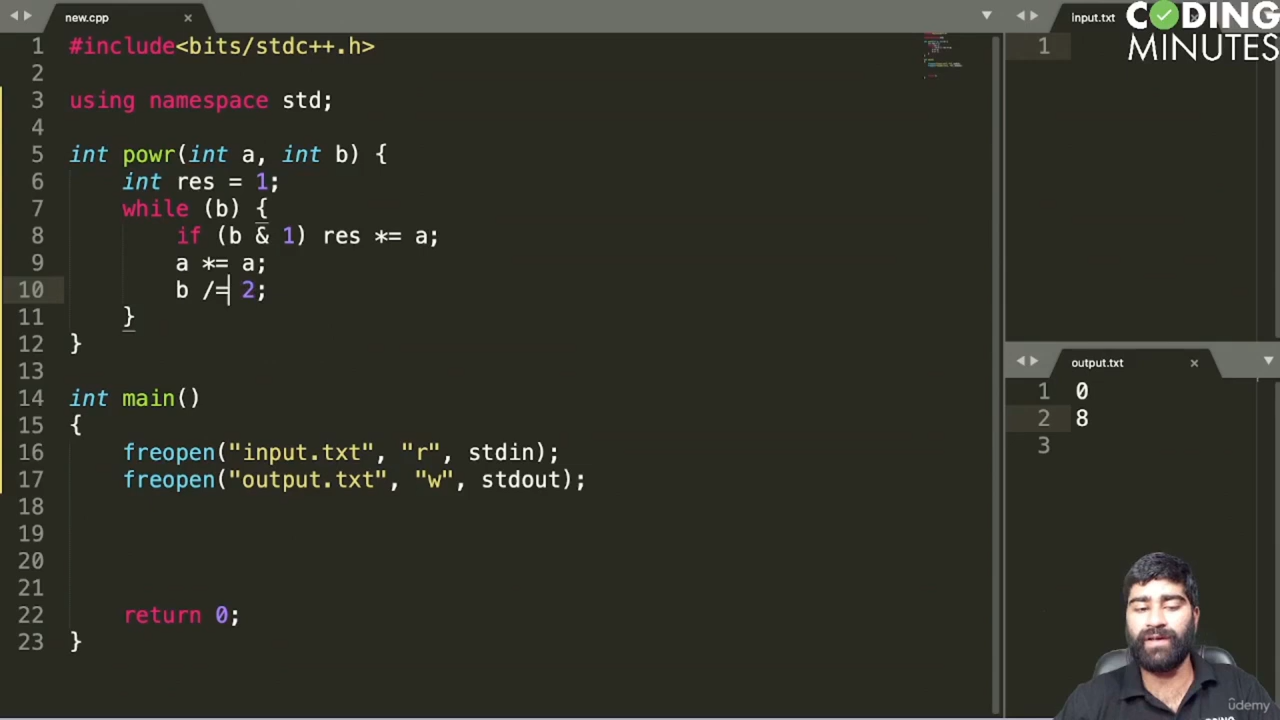 new.cpp
1 #include<bits/stdc++.h>
2
3 using namespace std;
4
5 int powr(int a, int b) {
6 int res = 1;
7 while (b) {
8 if (b & 1) res *= a;
9 a *= a;
10 b /= 2;
11 }
12 }
13
14 int main()
15 {
16 freopen("input.txt", "r", stdin);
17 freopen("output.txt", "w", stdout);
18
19
20
21
22 return 0;
23 }
input.txt
CODING
MINUTES
1
output.txt
1 0
2 8
3
ûdemy